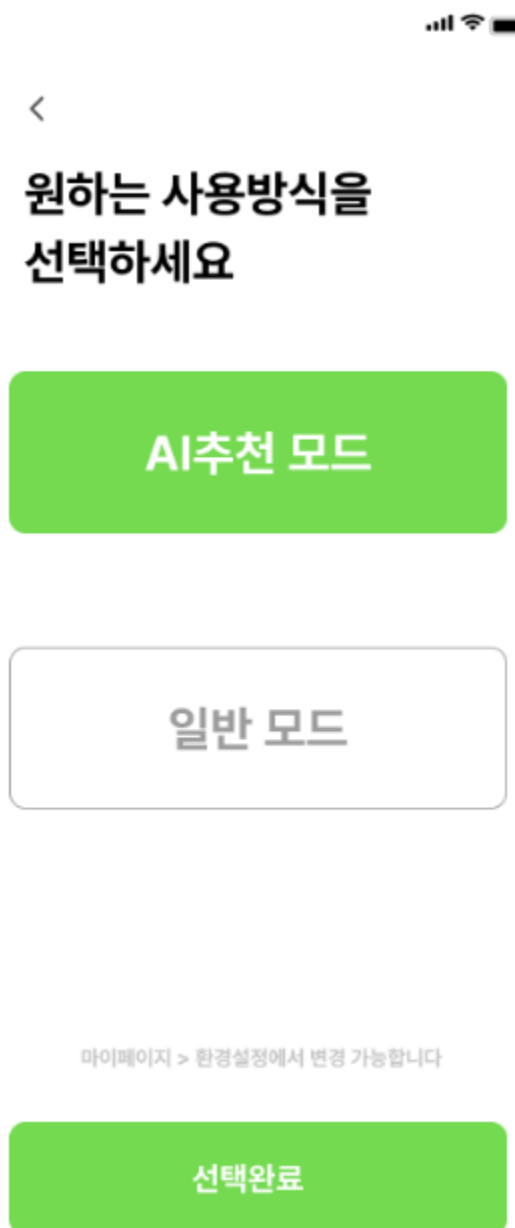 원하는 사용방식을
선택하세요
AI추천 모드
일반 모드
마이페이지 > 환경설정에서 변경 가능합니다
선택완료